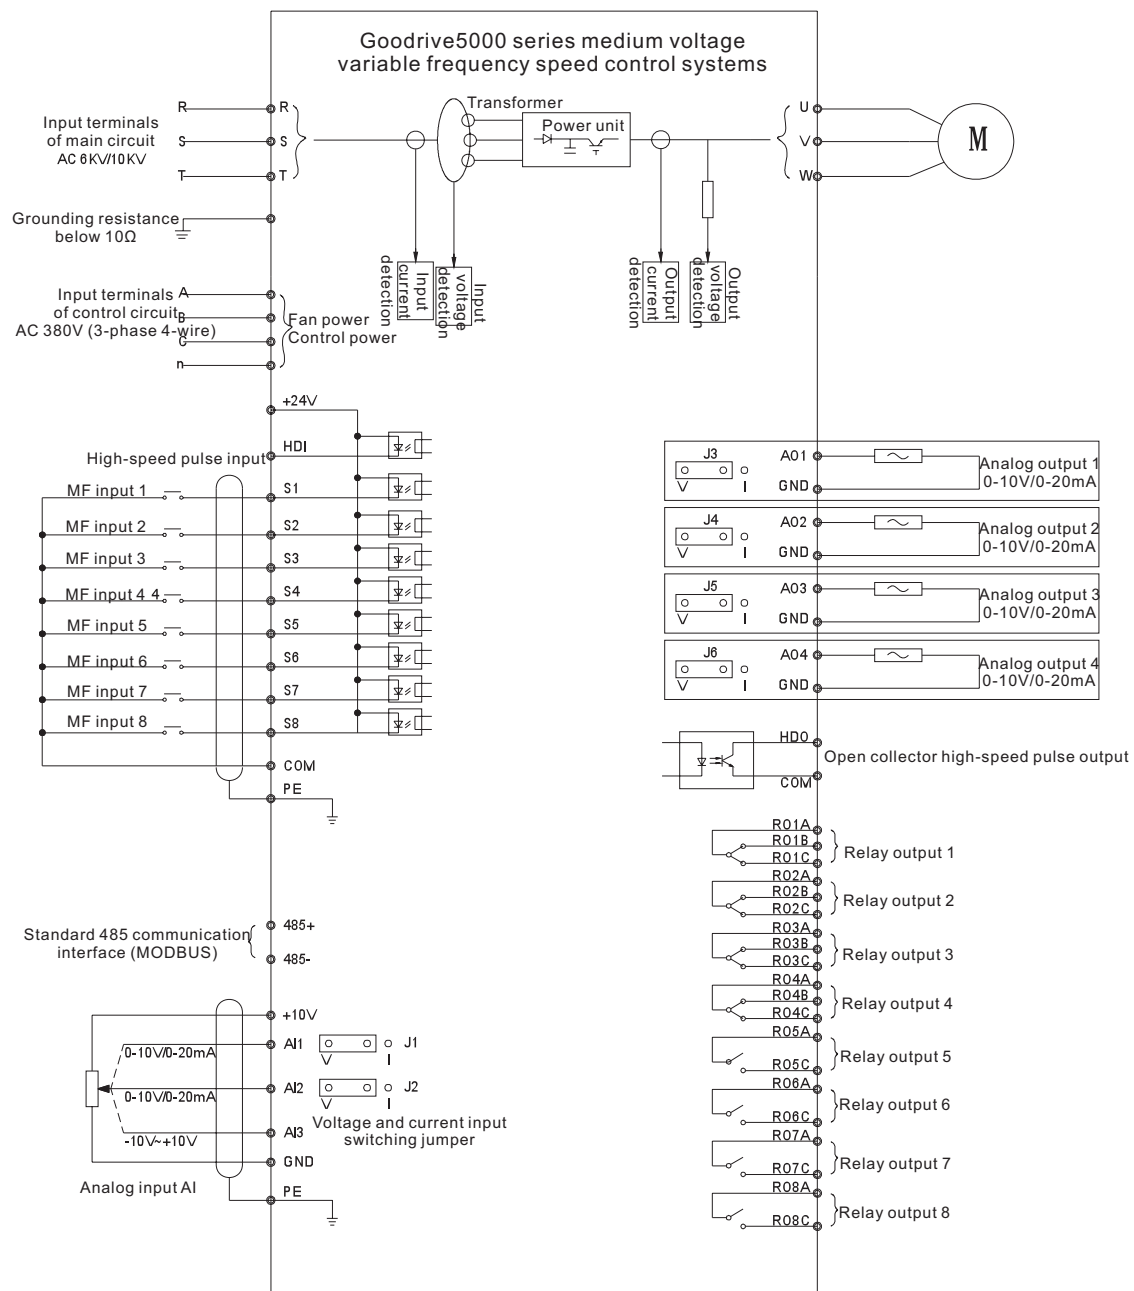 Goodrive5000 series medium voltage
variable frequency speed control systems
R
S
T
R
S
T
Input terminals
of main circuit
AC 6KV/10KV
Transformer
Power unit
U
V
W
M
Grounding resistance
below 10Ω
Input
current
detection
Input
voltage
detection
Output
current
detection
Output
voltage
detection
Input terminals
of control circuit
AC 380V (3-phase 4-wire)
A
B
C
n
Fan power
Control power
+24V
HDI
High-speed pulse input
MF input 1
S1
MF input 2
S2
MF input 3
S3
MF input 4 4
S4
MF input 5
S5
MF input 6
S6
MF input 7
S7
MF input 8
S8
COM
PE
J3
V
I
A01
GND
Analog output 1
0-10V/0-20mA
J4
V
I
A02
GND
Analog output 2
0-10V/0-20mA
J5
V
I
A03
GND
Analog output 3
0-10V/0-20mA
J6
V
I
A04
GND
Analog output 4
0-10V/0-20mA
HD0
COM
Open collector high-speed pulse output
R01A
R01B
R01C
Relay output 1
R02A
R02B
R02C
Relay output 2
R03A
R03B
R03C
Relay output 3
R04A
R04B
R04C
Relay output 4
R05A
R05C
Relay output 5
R06A
R06C
Relay output 6
R07A
R07C
Relay output 7
R08A
R08C
Relay output 8
Standard 485 communication
interface (MODBUS)
485+
485-
+10V
0-10V/0-20mA
AI1
J1
V
I
0-10V/0-20mA
AI2
J2
V
I
Voltage and current input
switching jumper
-10V~+10V
AI3
GND
Analog input AI
PE